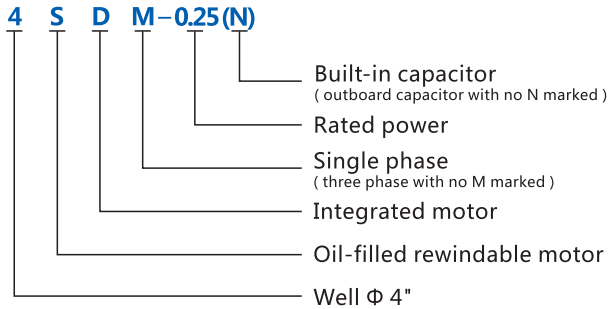 4 S D M-0.25(N)
Built-in capacitor
( outboard capacitor with no N marked )
Rated power
Single phase
( three phase with no M marked )
Integrated motor
Oil-filled rewindable motor
Well Φ 4"